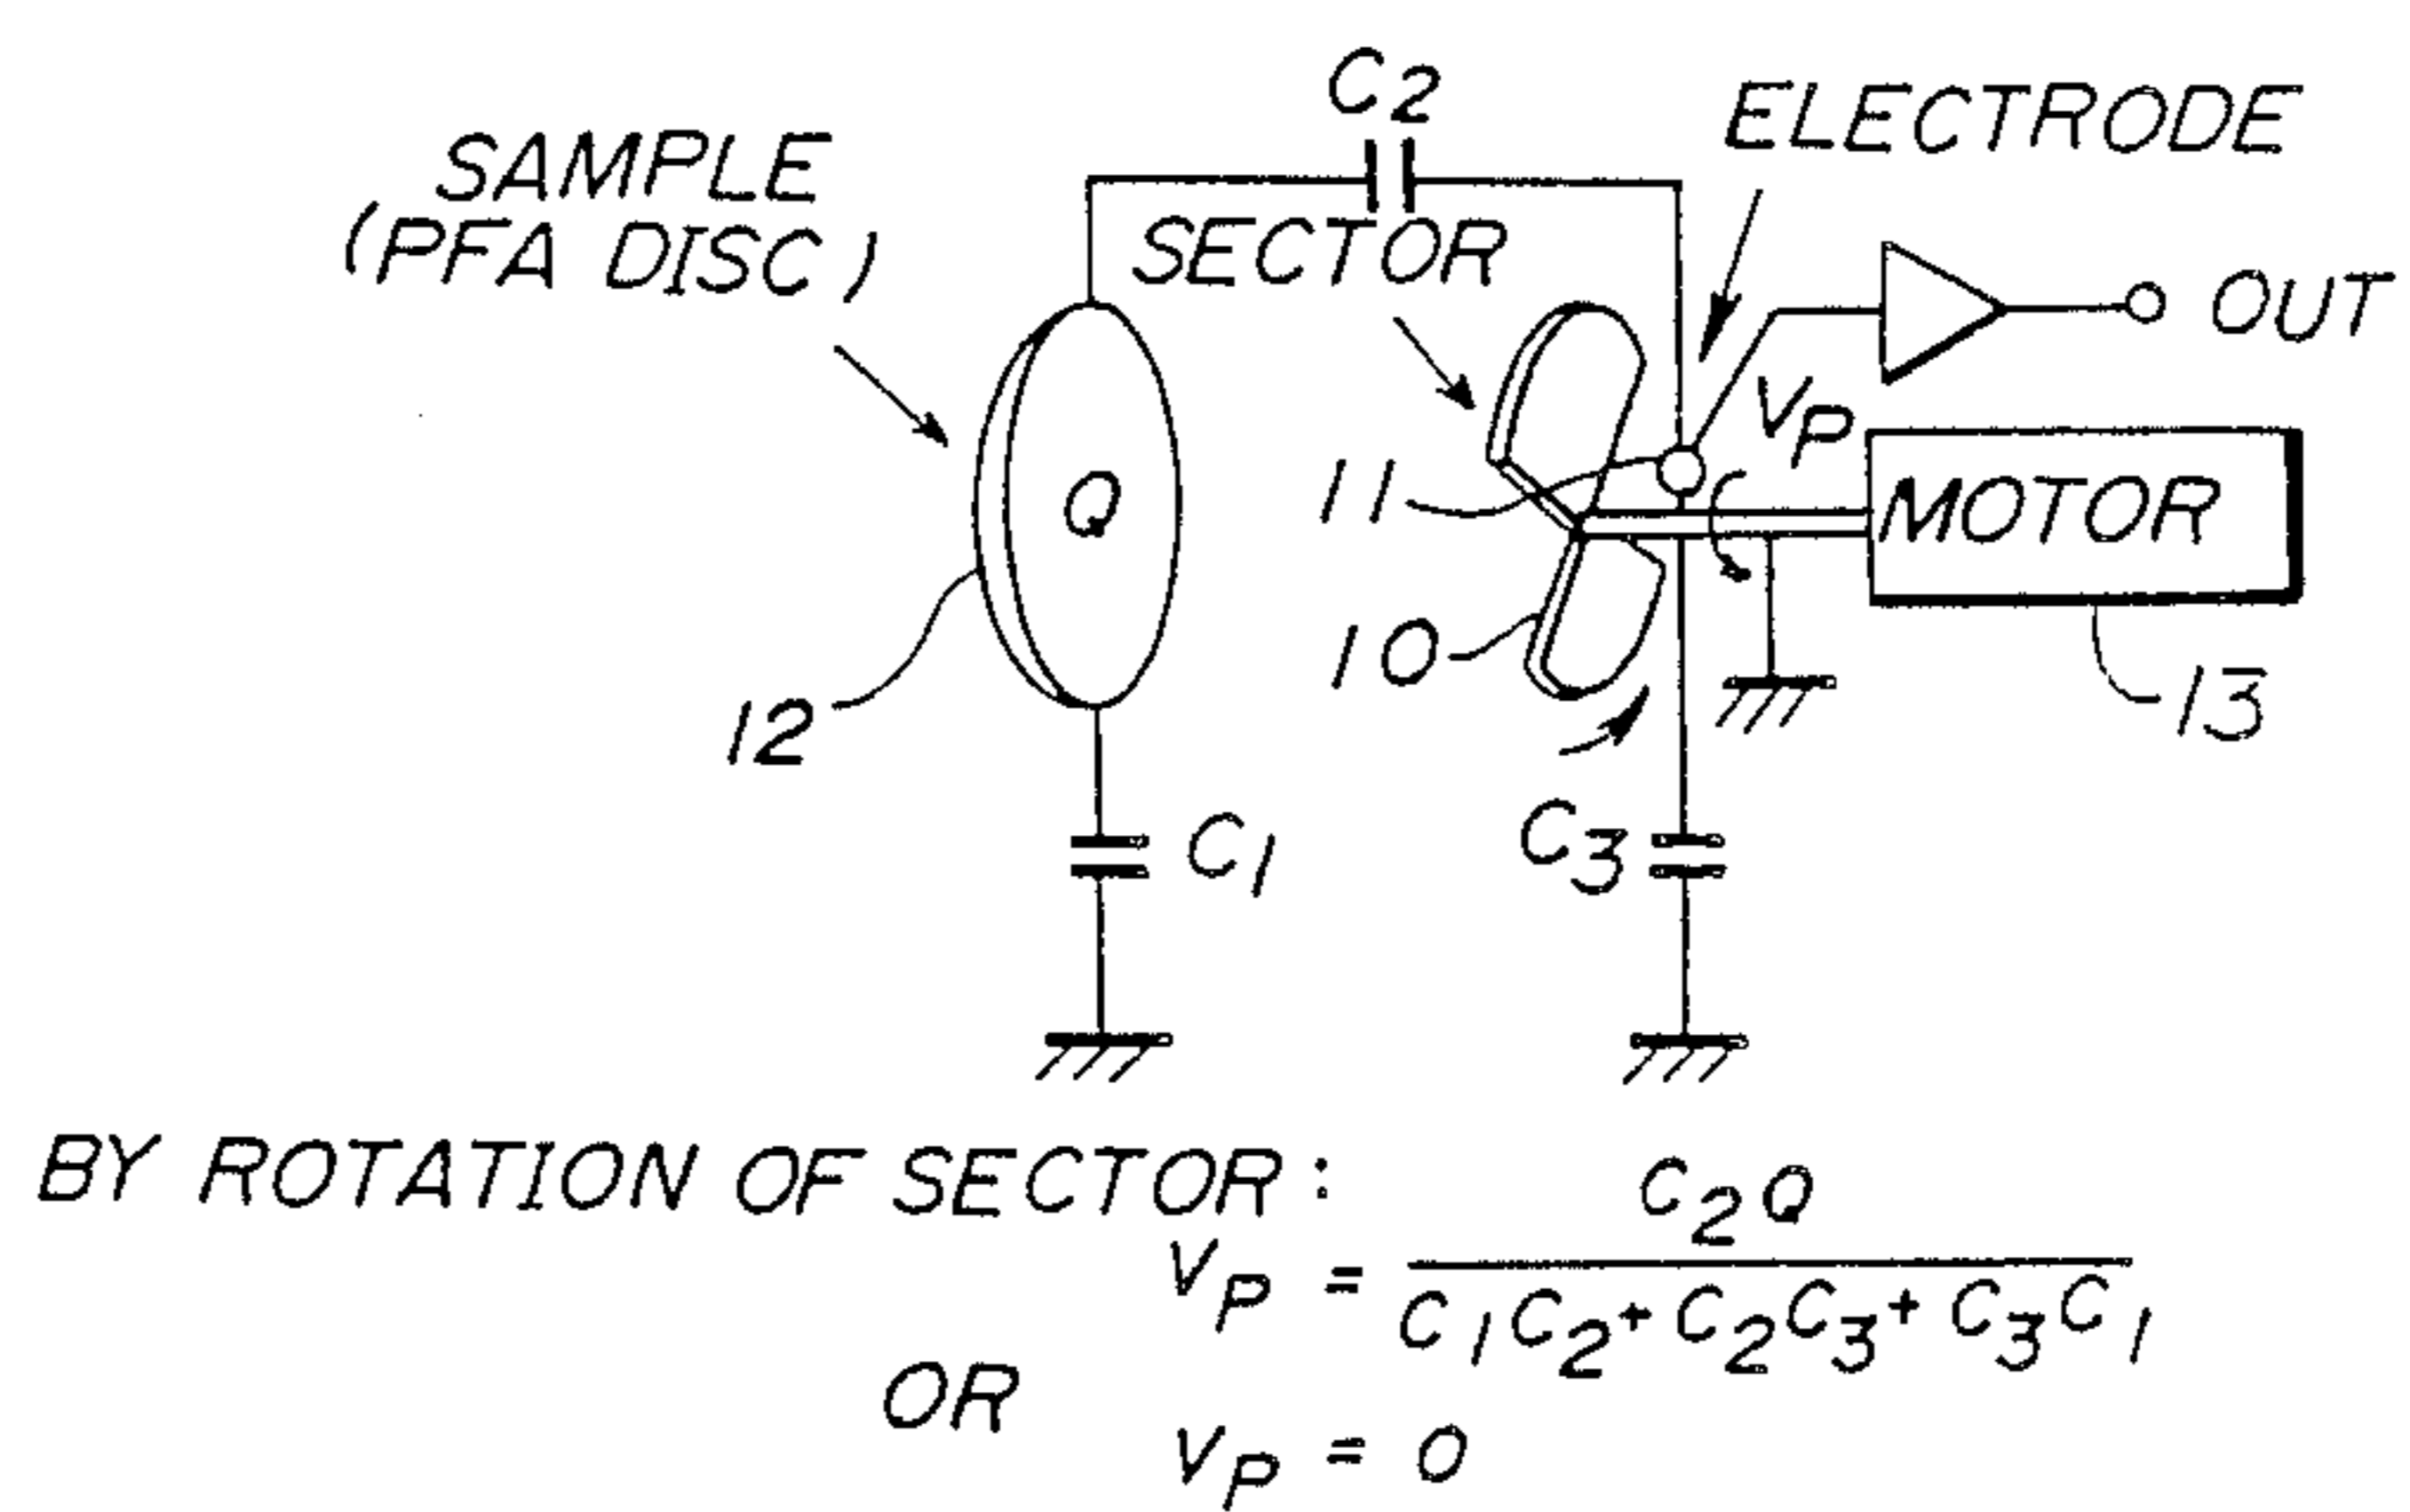 C2
ELECTRODE
SAMPLE
(PFA DISC)
SECTOR
OUT
VP
11
Q
MOTOR
10
12
13
C1
C3
BY ROTATION OF SECTOR:
VP = C2Q / C1C2+C2C3+C3C1
OR
VP = 0